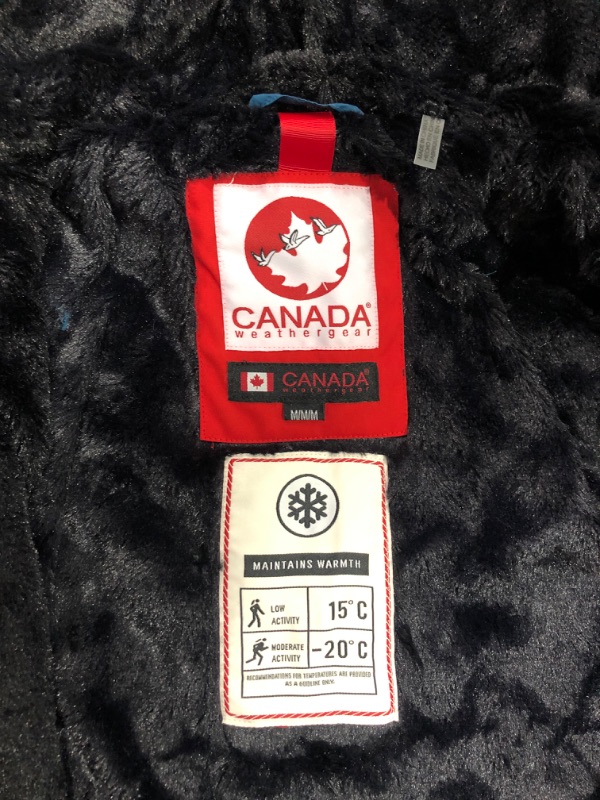 CANADA®
weathergear
CANADA®
weathergear
M/M/M
MAINTAINS WARMTH
LOW
ACTIVITY
15°C
MODERATE
ACTIVITY
-20°C
RECOMMENDATIONS FOR TEMPERATURES ARE PROVIDED
AS A GUIDELINE ONLY.